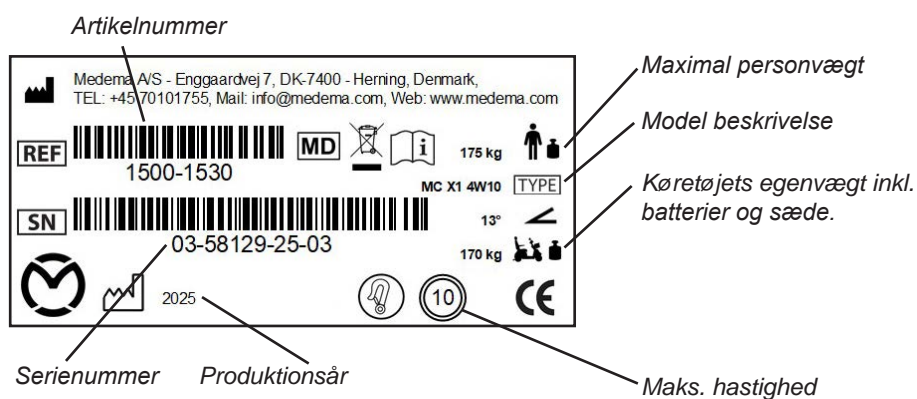 Artikelnummer
Medema A/S - Enggaardvej 7, DK-7400 - Herning, Denmark,
TEL: +45 70101755, Mail: info@medema.com, Web: www.medema.com
Maximal personvægt
REF
MD
i
175 kg
1500-1530
Model beskrivelse
MC X1 4W10 TYPE
SN
13°
Køretøjets egenvægt inkl.
batterier og sæde.
03-58129-25-03
170 kg
2025
10
CE
Serienummer
Produktionsår
Maks. hastighed